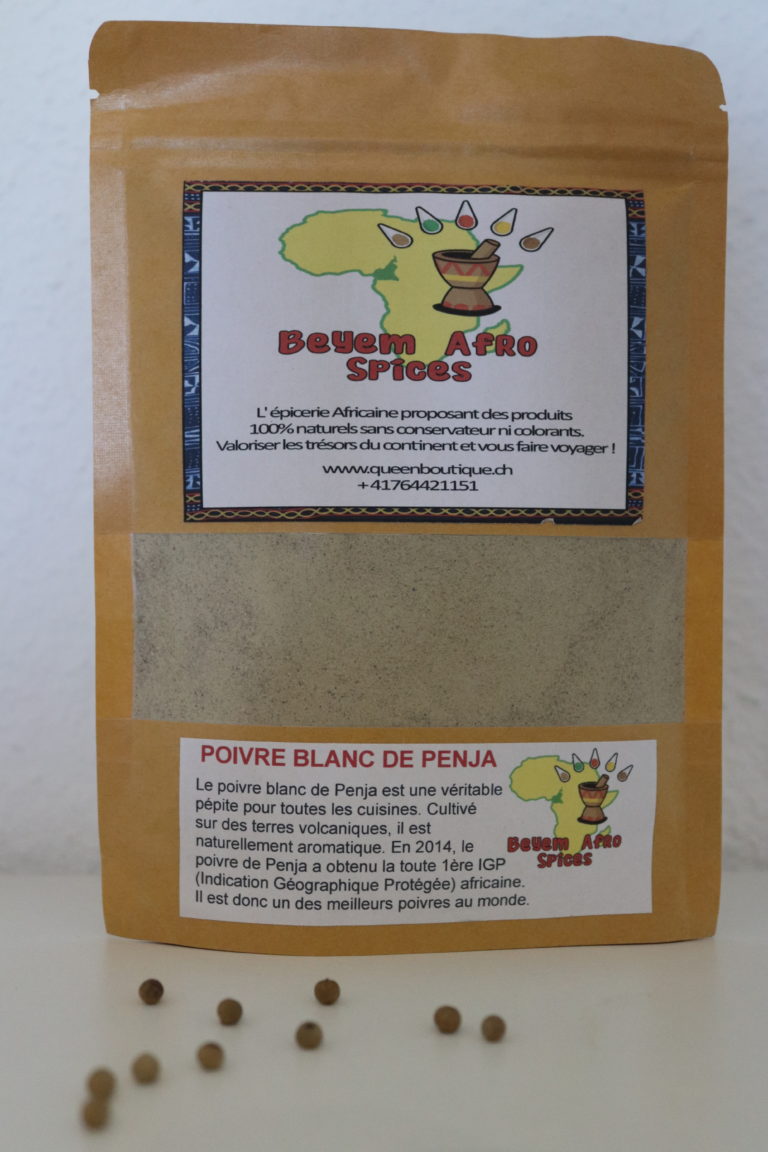 Beyem Afro
Spices
L' épicerie Africaine proposant des produits
100% naturels sans conservateur ni colorants.
Valoriser les trésors du continent et vous faire voyager !
www.queenboutique.ch
+41764421151
POIVRE BLANC DE PENJA
Le poivre blanc de Penja est une véritable
pépite pour toutes les cuisines. Cultivé
sur des terres volcaniques, il est
naturellement aromatique. En 2014, le
poivre de Penja a obtenu la toute 1ère IGP
(Indication Géographique Protégée) africaine.
Il est donc un des meilleurs poivres au monde.
Beyem Afro
Spices